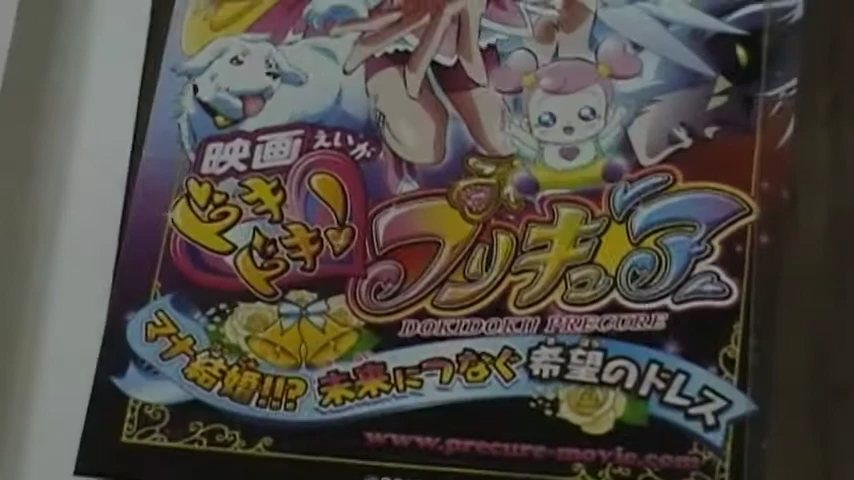 映画 えいが
ドキドキ!
プリキュア
DOKIDOKI! PRECURE
マナ結婚!!? 未来につなぐ希望のドレス
www.precure-movie.com